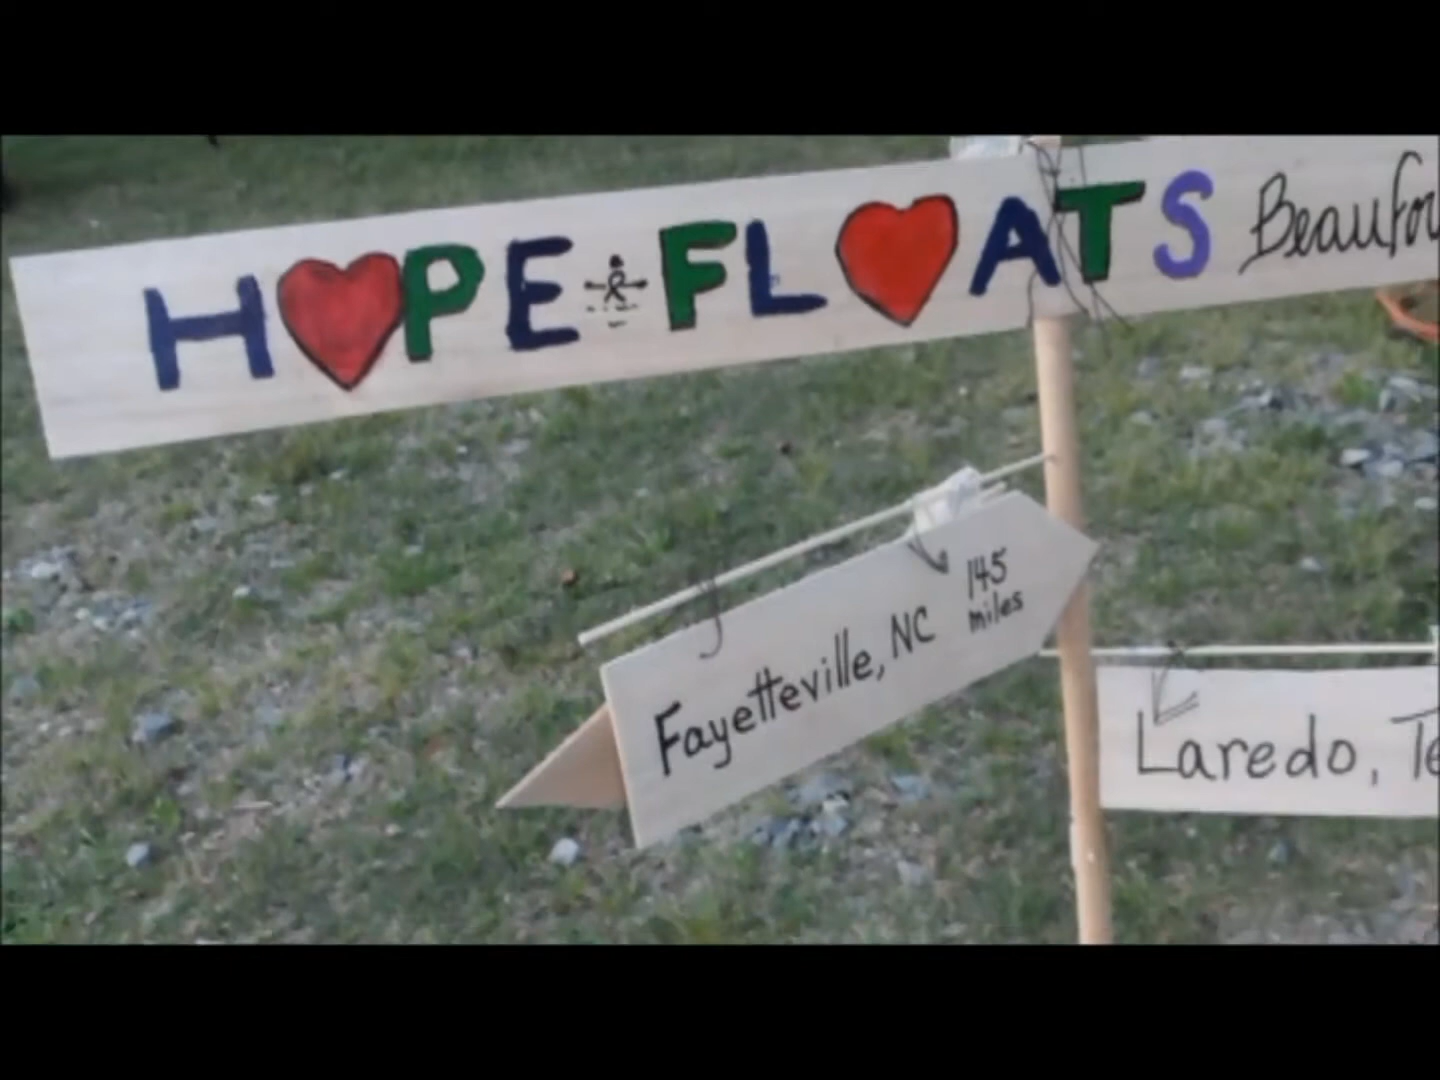 HOPE FLOATS Beaufor
145
miles
Fayetteville, NC
Laredo, Te